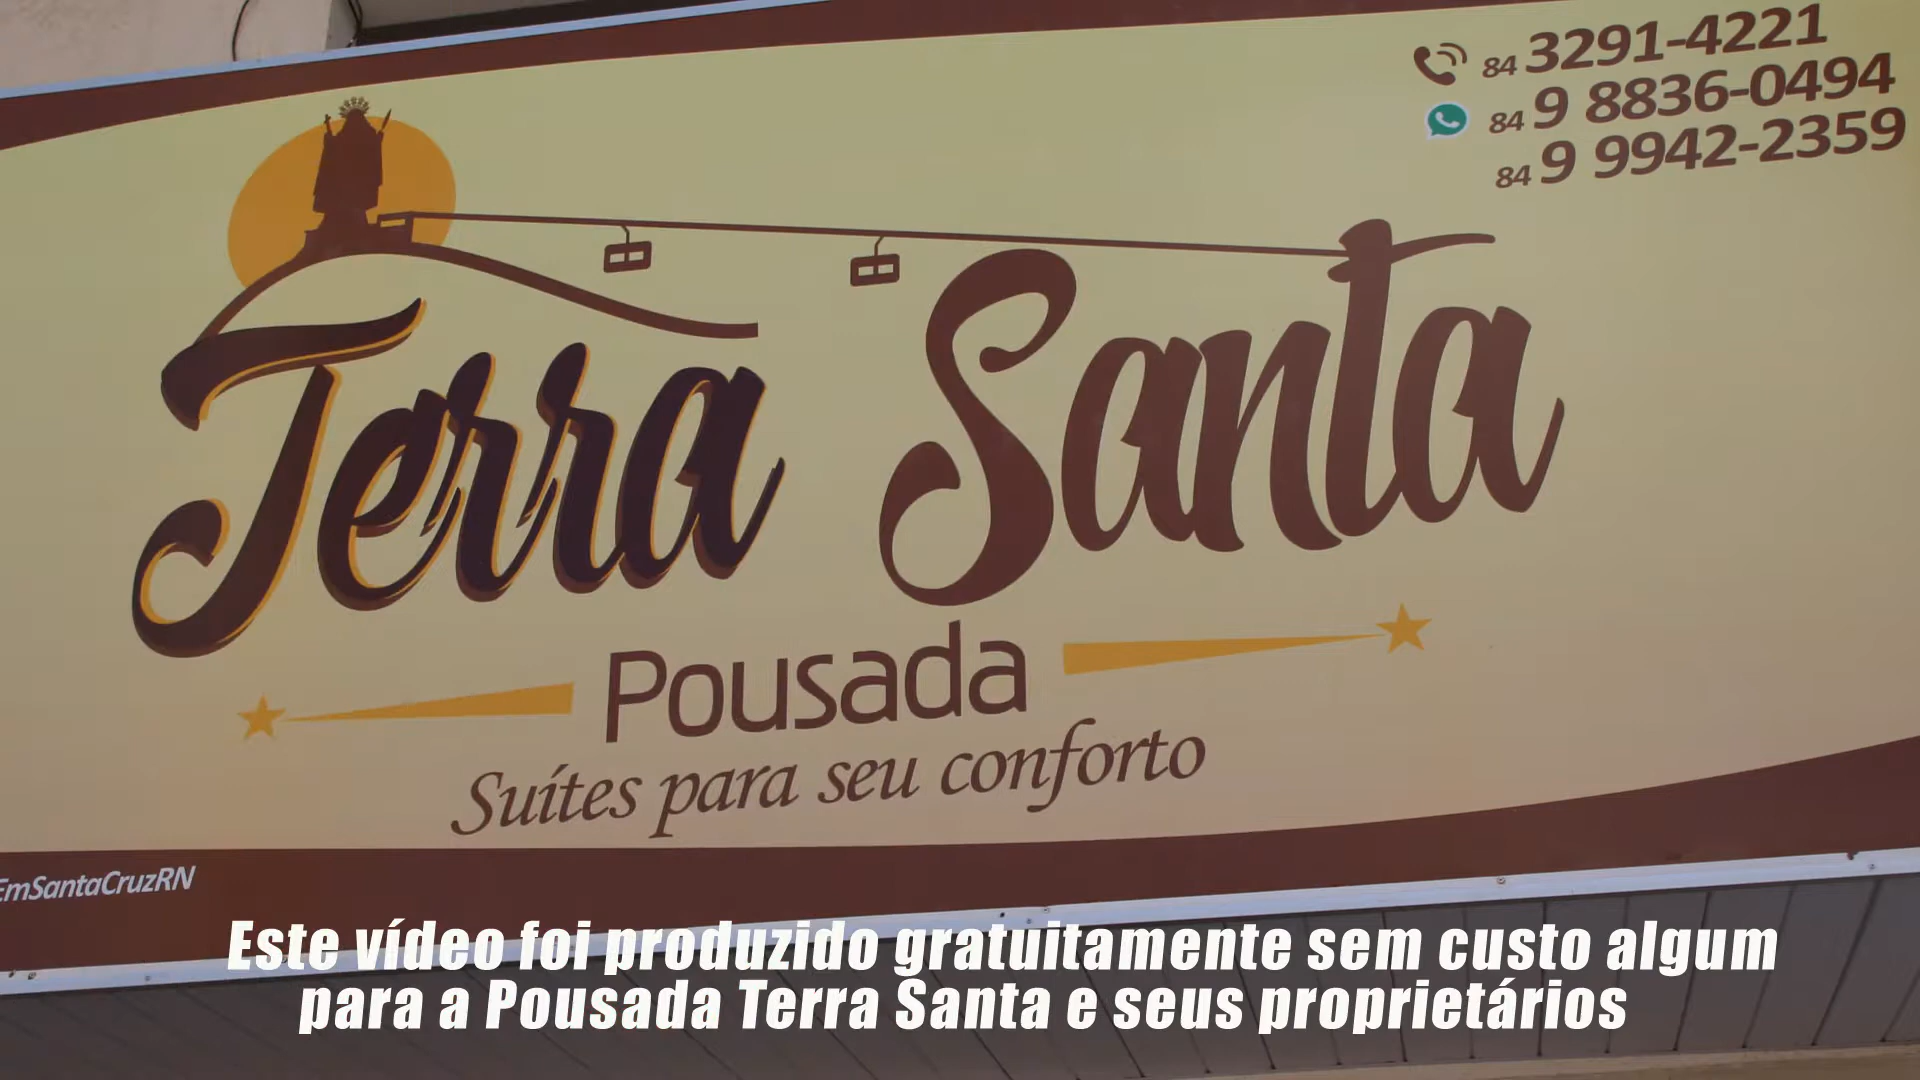 84 3291-4221
84 9 8836-0494
84 9 9942-2359
Terra Santa
Pousada
Suítes para seu conforto
EmSantaCruzRN
Este vídeo foi produzido gratuitamente sem custo algum
para a Pousada Terra Santa e seus proprietários